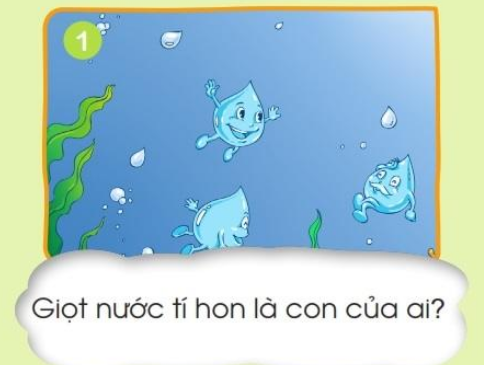 1
Giọt nước tí hon là con của ai?